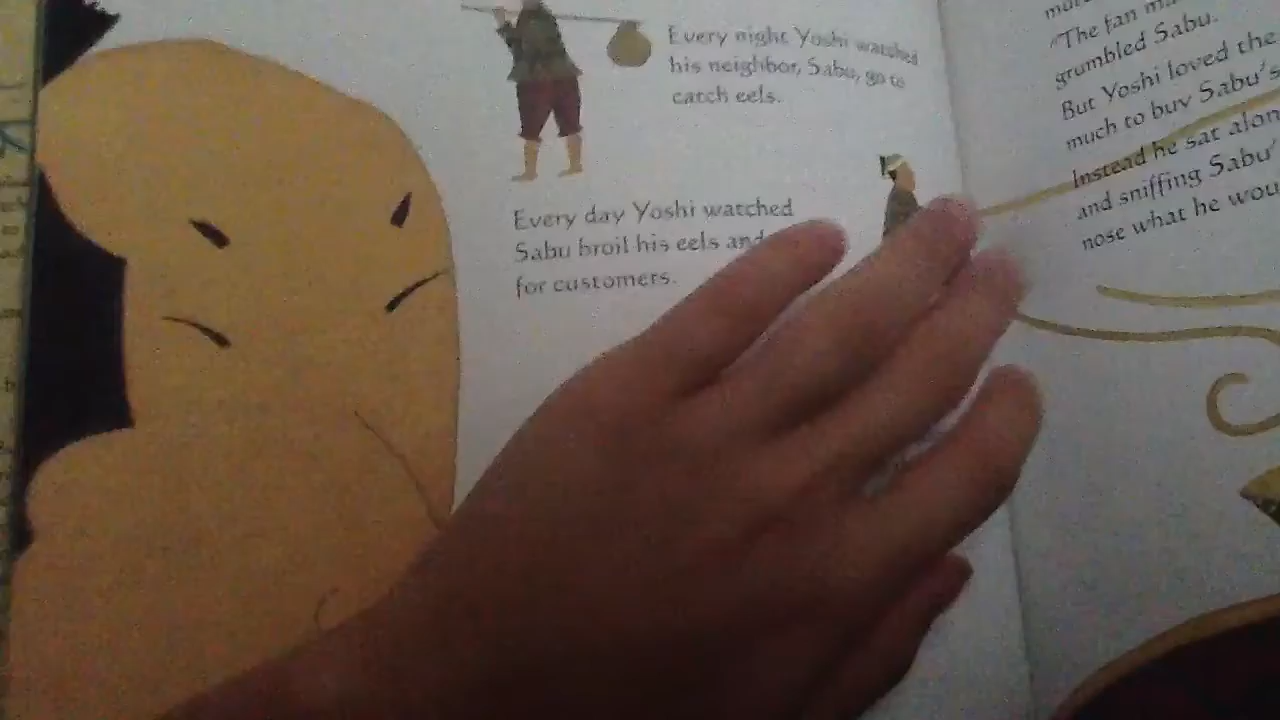 Every night Yoshi watched
his neighbor, Sabu, go to
catch eels.
Every day Yoshi watched
Sabu broil his eels and
for customers.
"The fan
grumbled Sabu.
But Yoshi loved the
much to buy Sabu's
Instead he sat
and sniffing Sabu'
nose what he